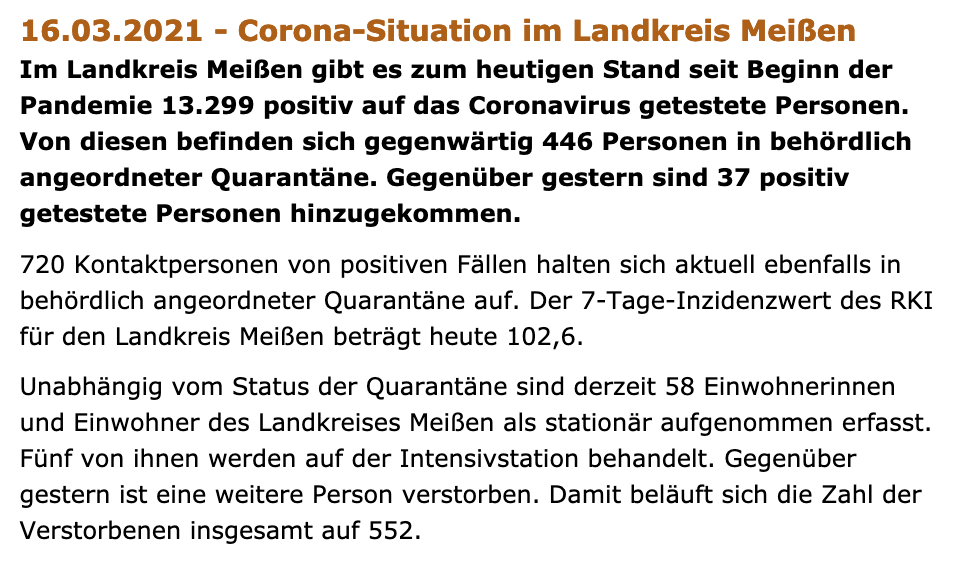 16.03.2021 - Corona-Situation im Landkreis Meißen
Im Landkreis Meißen gibt es zum heutigen Stand seit Beginn der
Pandemie 13.299 positiv auf das Coronavirus getestete Personen.
Von diesen befinden sich gegenwärtig 446 Personen in behördlich
angeordneter Quarantäne. Gegenüber gestern sind 37 positiv
getestete Personen hinzugekommen.
720 Kontaktpersonen von positiven Fällen halten sich aktuell ebenfalls in
behördlich angeordneter Quarantäne auf. Der 7-Tage-Inzidenzwert des RKI
für den Landkreis Meißen beträgt heute 102,6.
Unabhängig vom Status der Quarantäne sind derzeit 58 Einwohnerinnen
und Einwohner des Landkreises Meißen als stationär aufgenommen erfasst.
Fünf von ihnen werden auf der Intensivstation behandelt. Gegenüber
gestern ist eine weitere Person verstorben. Damit beläuft sich die Zahl der
Verstorbenen insgesamt auf 552.